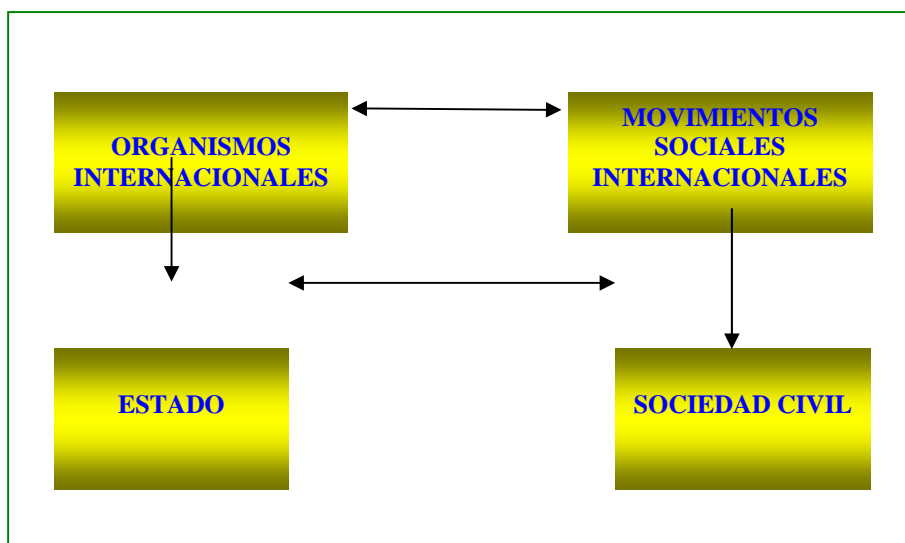 ORGANISMOS
INTERNACIONALES
MOVIMIENTOS
SOCIALES
INTERNACIONALES
ESTADO
SOCIEDAD CIVIL